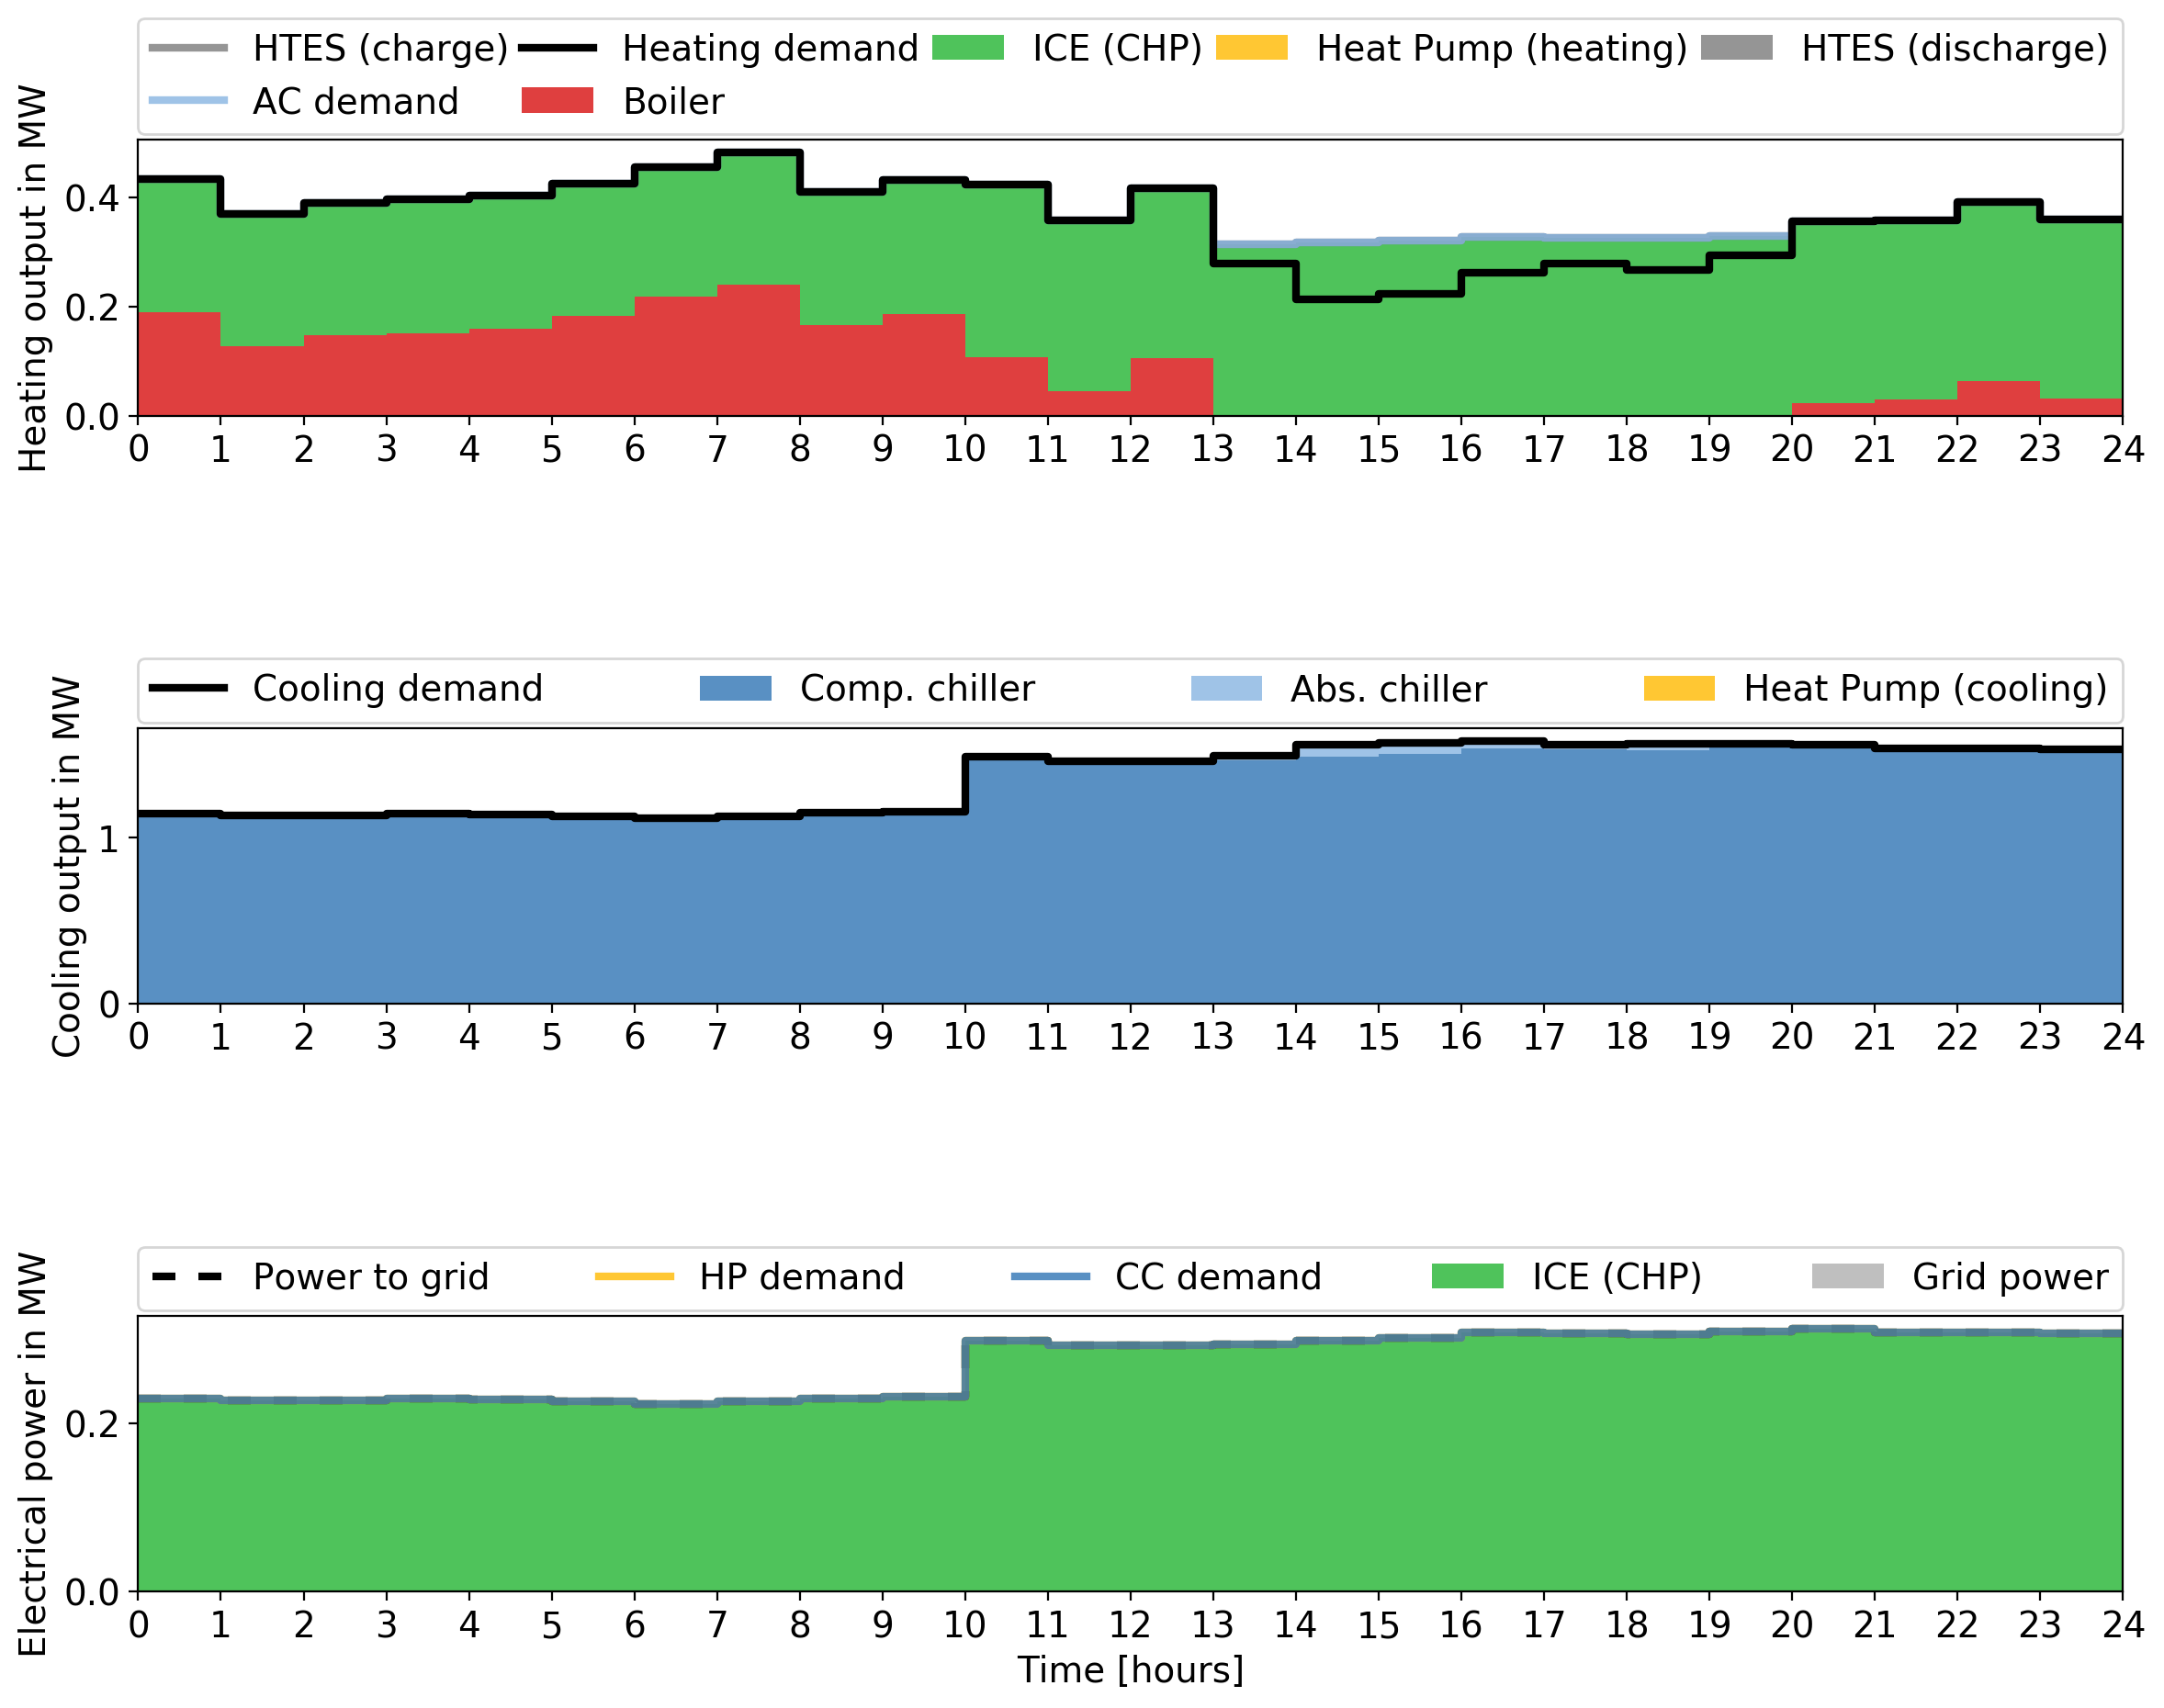 HTES (charge) Heating demand ICE (CHP) Heat Pump (heating) HTES (discharge)
AC demand Boiler
Heating output in MW
0.4
0.2
0.0
0 1 2 3 4 5 6 7 8 9 10 11 12 13 14 15 16 17 18 19 20 21 22 23 24
Cooling demand Comp. chiller Abs. chiller Heat Pump (cooling)
Cooling output in MW
1
0
0 1 2 3 4 5 6 7 8 9 10 11 12 13 14 15 16 17 18 19 20 21 22 23 24
Power to grid HP demand CC demand ICE (CHP) Grid power
Electrical power in MW
0.2
0.0
0 1 2 3 4 5 6 7 8 9 10 11 12 13 14 15 16 17 18 19 20 21 22 23 24
Time [hours]